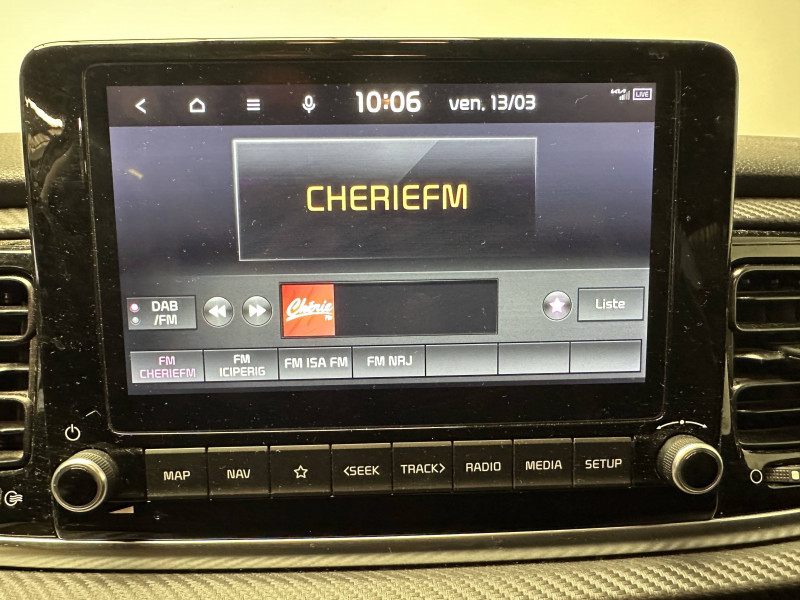 10:06 ven. 13/03
LIVE
CHERIEFM
DAB
/FM
Chérie
FM
Liste
FM
CHERIEFM
FM
ICIPERIG
FM ISA FM
FM NRJ
MAP
NAV
<SEEK
TRACK>
RADIO
MEDIA
SETUP